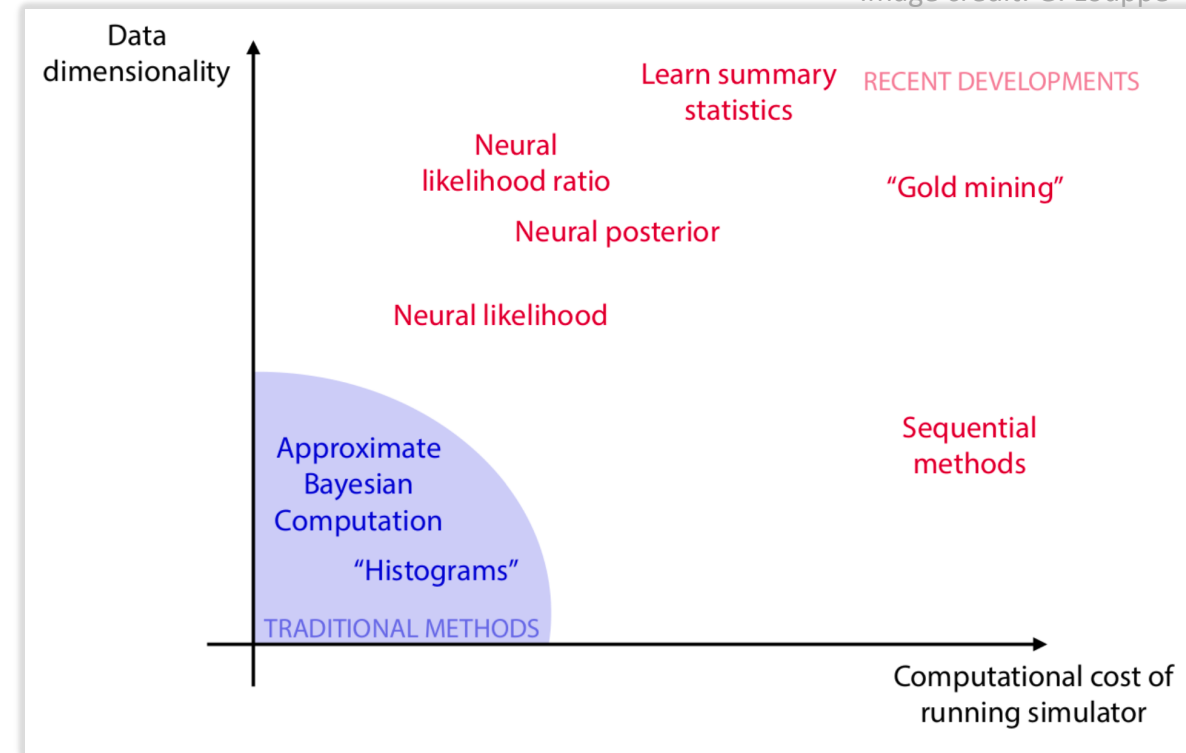 Data
dimensionality
Learn summary
statistics
RECENT DEVELOPMENTS
Neural
likelihood ratio
“Gold mining”
Neural posterior
Neural likelihood
Approximate
Bayesian
Computation
“Histograms”
TRADITIONAL METHODS
Sequential
methods
Computational cost of
running simulator